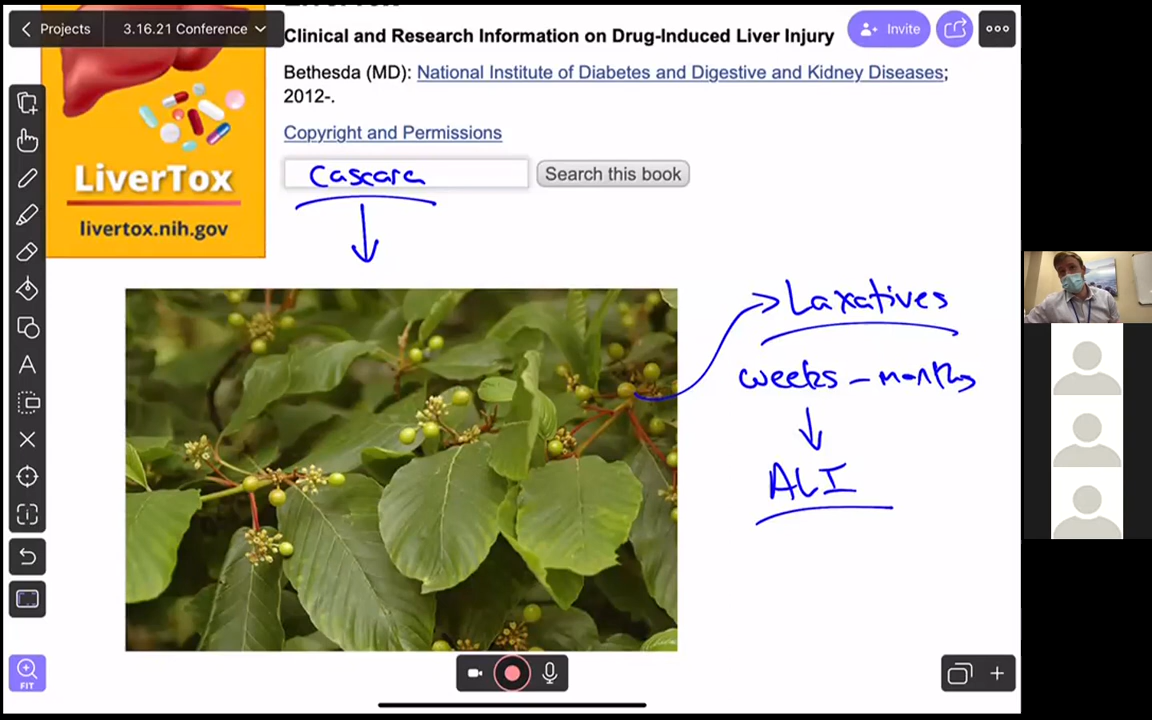 Projects
3.16.21 Conference
Invite
Clinical and Research Information on Drug-Induced Liver Injury
Bethesda (MD): National Institute of Diabetes and Digestive and Kidney Diseases;
2012-.
Copyright and Permissions
Cascara
Search this book
LiverTox
livertox.nih.gov
Laxatives
weeks – months
ALI
A
FIT